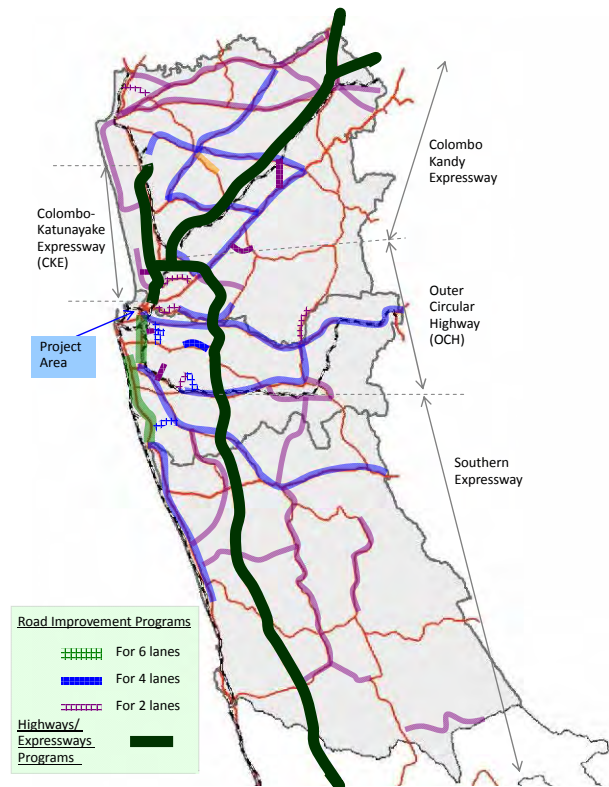 Colombo
Kandy
Expressway
Colombo-
Katunayake
Expressway
(CKE)
Outer
Circular
Highway
(OCH)
Project
Area
Southern
Expressway
Road Improvement Programs
For 6 lanes
For 4 lanes
For 2 lanes
Highways/
Expressways
Programs